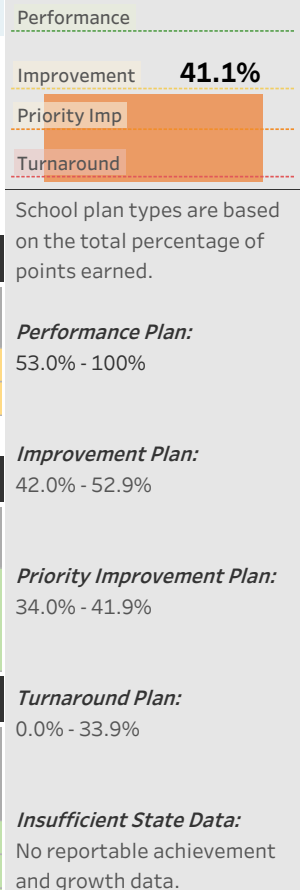 Performance
Improvement 41.1%
Priority Imp
Turnaround
School plan types are based
on the total percentage of
points earned.
Performance Plan:
53.0% - 100%
Improvement Plan:
42.0% - 52.9%
Priority Improvement Plan:
34.0% - 41.9%
Turnaround Plan:
0.0% - 33.9%
Insufficient State Data:
No reportable achievement
and growth data.